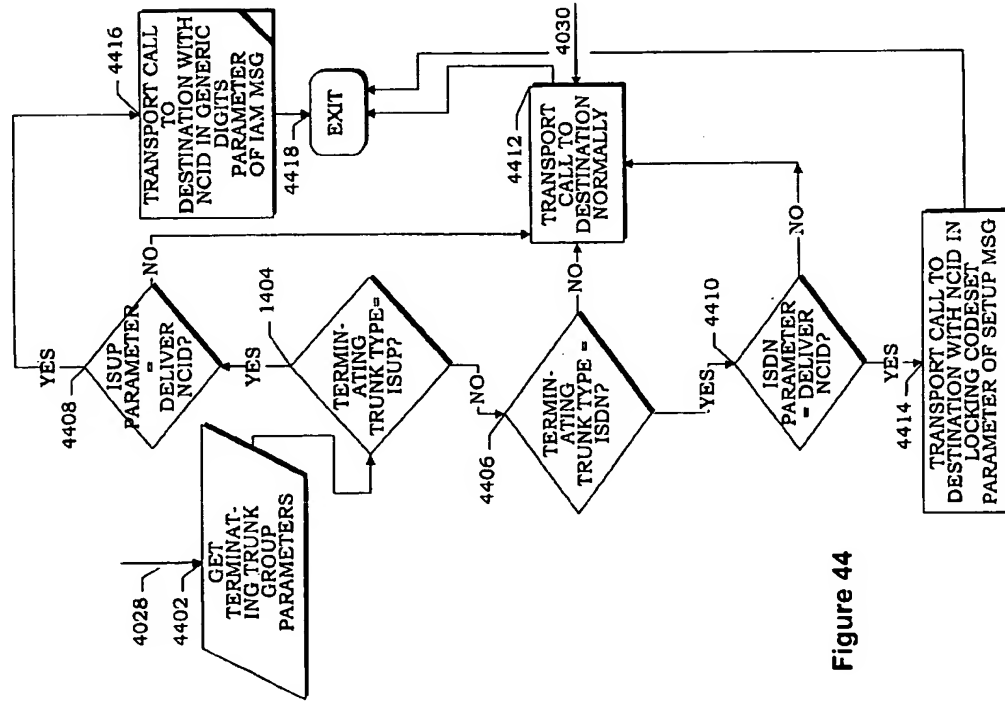 4028
4402
GET
TERMINAT-
ING TRUNK
GROUP
PARAMETERS
1404
TERMIN-
ATING
TRUNK TYPE=
ISUP?
YES
NO
4408
ISUP
PARAMETER
=
DELIVER
NCID?
YES
NO
4416
TRANSPORT CALL
TO
DESTINATION WITH
NCID IN GENERIC
DIGITS
PARAMETER
OF IAM MSG
4418
EXIT
4406
TERMIN-
ATING
TRUNK TYPE =
ISDN?
NO
YES
4412
TRANSPORT
CALL TO
DESTINATION
NORMALLY
4030
4410
ISDN
PARAMETER
= DELIVER
NCID?
NO
YES
4414
TRANSPORT CALL TO
DESTINATION WITH NCID IN
LOCKING CODESET
PARAMETER OF SETUP MSG
Figure 44